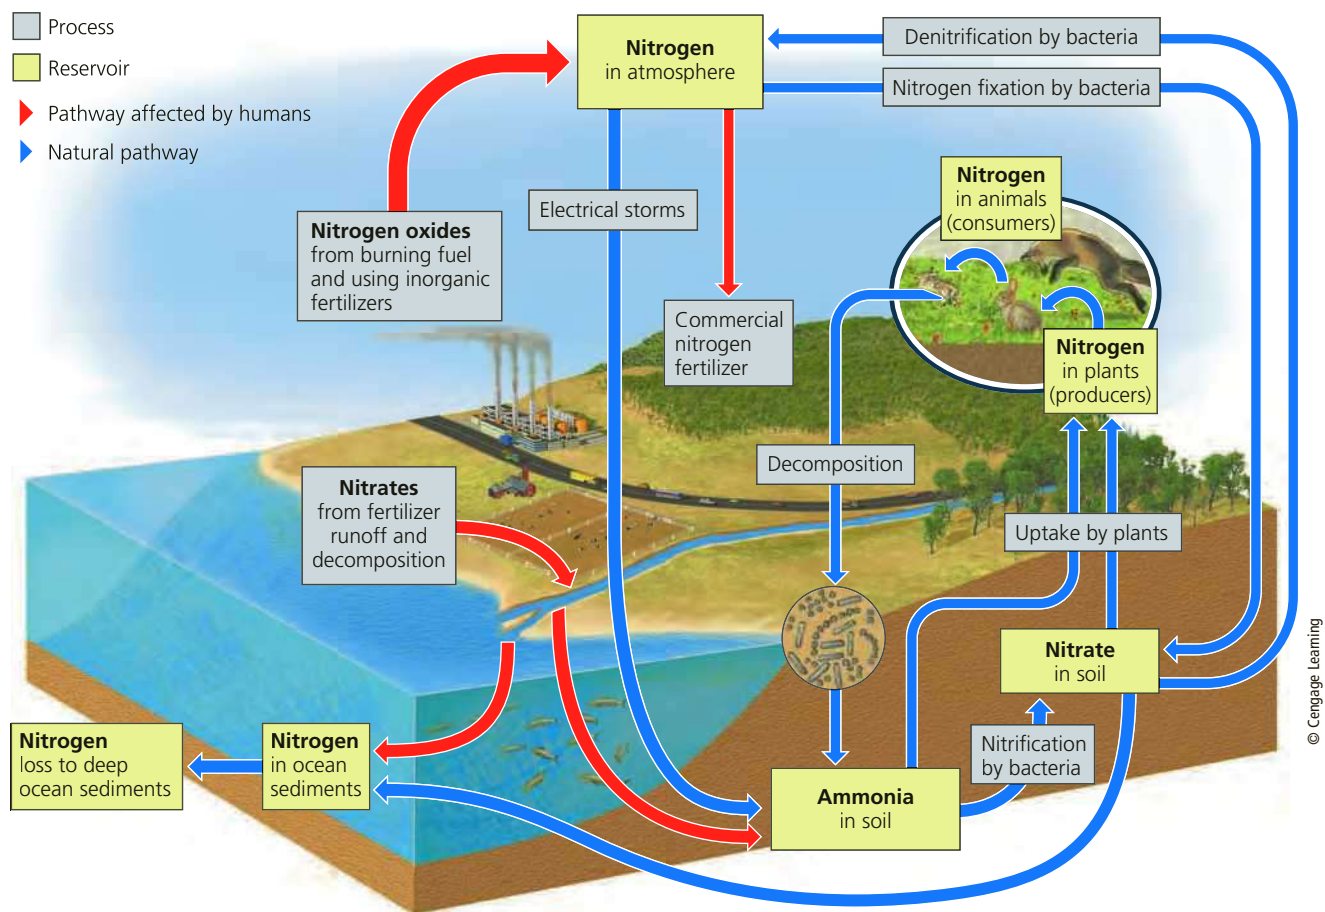 Process
Reservoir
Pathway affected by humans
Natural pathway
Nitrogen
in atmosphere
Denitrification by bacteria
Nitrogen fixation by bacteria
Electrical storms
Nitrogen oxides
from burning fuel
and using inorganic
fertilizers
Commercial
nitrogen
fertilizer
Nitrogen
in animals
(consumers)
Nitrogen
in plants
(producers)
Decomposition
Nitrates
from fertilizer
runoff and
decomposition
Uptake by plants
Nitrate
in soil
Nitrification
by bacteria
Ammonia
in soil
Nitrogen
loss to deep
ocean sediments
Nitrogen
in ocean
sediments
© Cengage Learning